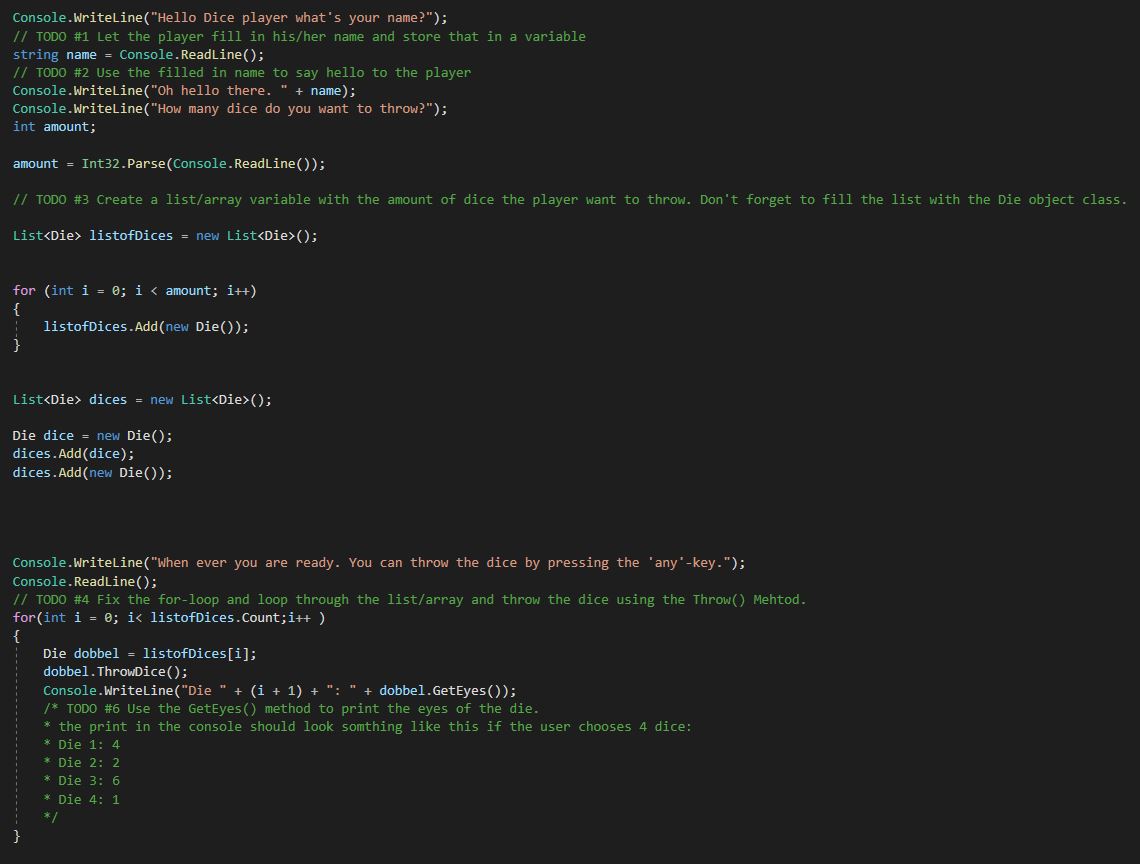 Console.WriteLine("Hello Dice player what's your name?");
// TODO #1 Let the player fill in his/her name and store that in a variable
string name = Console.ReadLine();
// TODO #2 Use the filled in name to say hello to the player
Console.WriteLine("Oh hello there. " + name);
Console.WriteLine("How many dice do you want to throw?");
int amount;
amount = Int32.Parse(Console.ReadLine());
// TODO #3 Create a list/array variable with the amount of dice the player want to throw. Don't forget to fill the list with the Die object class.
List<Die> listofDices = new List<Die>();
for (int i = 0; i < amount; i++)
{
    listofDices.Add(new Die());
}
List<Die> dices = new List<Die>();
Die dice = new Die();
dices.Add(dice);
dices.Add(new Die());
Console.WriteLine("When ever you are ready. You can throw the dice by pressing the 'any'-key.");
Console.ReadLine();
// TODO #4 Fix the for-loop and loop through the list/array and throw the dice using the Throw() Mehtod.
for(int i = 0; i< listofDices.Count;i++ )
{
    Die dobbel = listofDices[i];
    dobbel.ThrowDice();
    Console.WriteLine("Die " + (i + 1) + ": " + dobbel.GetEyes());
    /* TODO #6 Use the GetEyes() method to print the eyes of the die.
    * the print in the console should look somthing like this if the user chooses 4 dice:
    * Die 1: 4
    * Die 2: 2
    * Die 3: 6
    * Die 4: 1
    */
}